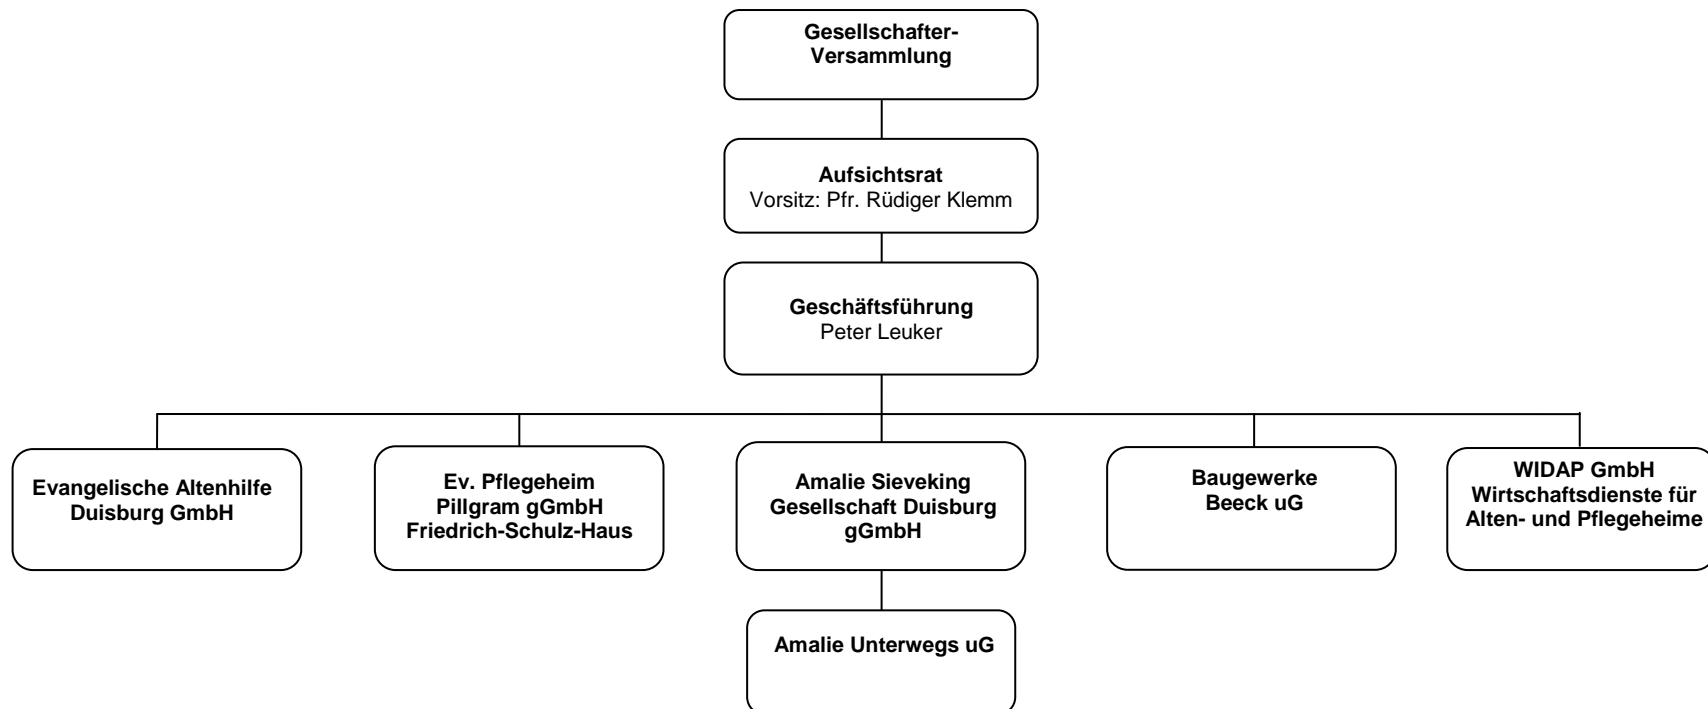 Gesellschafter-
Versammlung
Aufsichtsrat
Vorsitz: Pfr. Rüdiger Klemm
Geschäftsführung
Peter Leuker
Evangelische Altenhilfe
Duisburg GmbH
Ev. Pflegeheim
Pillgram gGmbH
Friedrich-Schulz-Haus
Amalie Sieveking
Gesellschaft Duisburg
gGmbH
Baugewerke
Beeck uG
WIDAP GmbH
Wirtschaftsdienste für
Alten- und Pflegeheime
Amalie Unterwegs uG